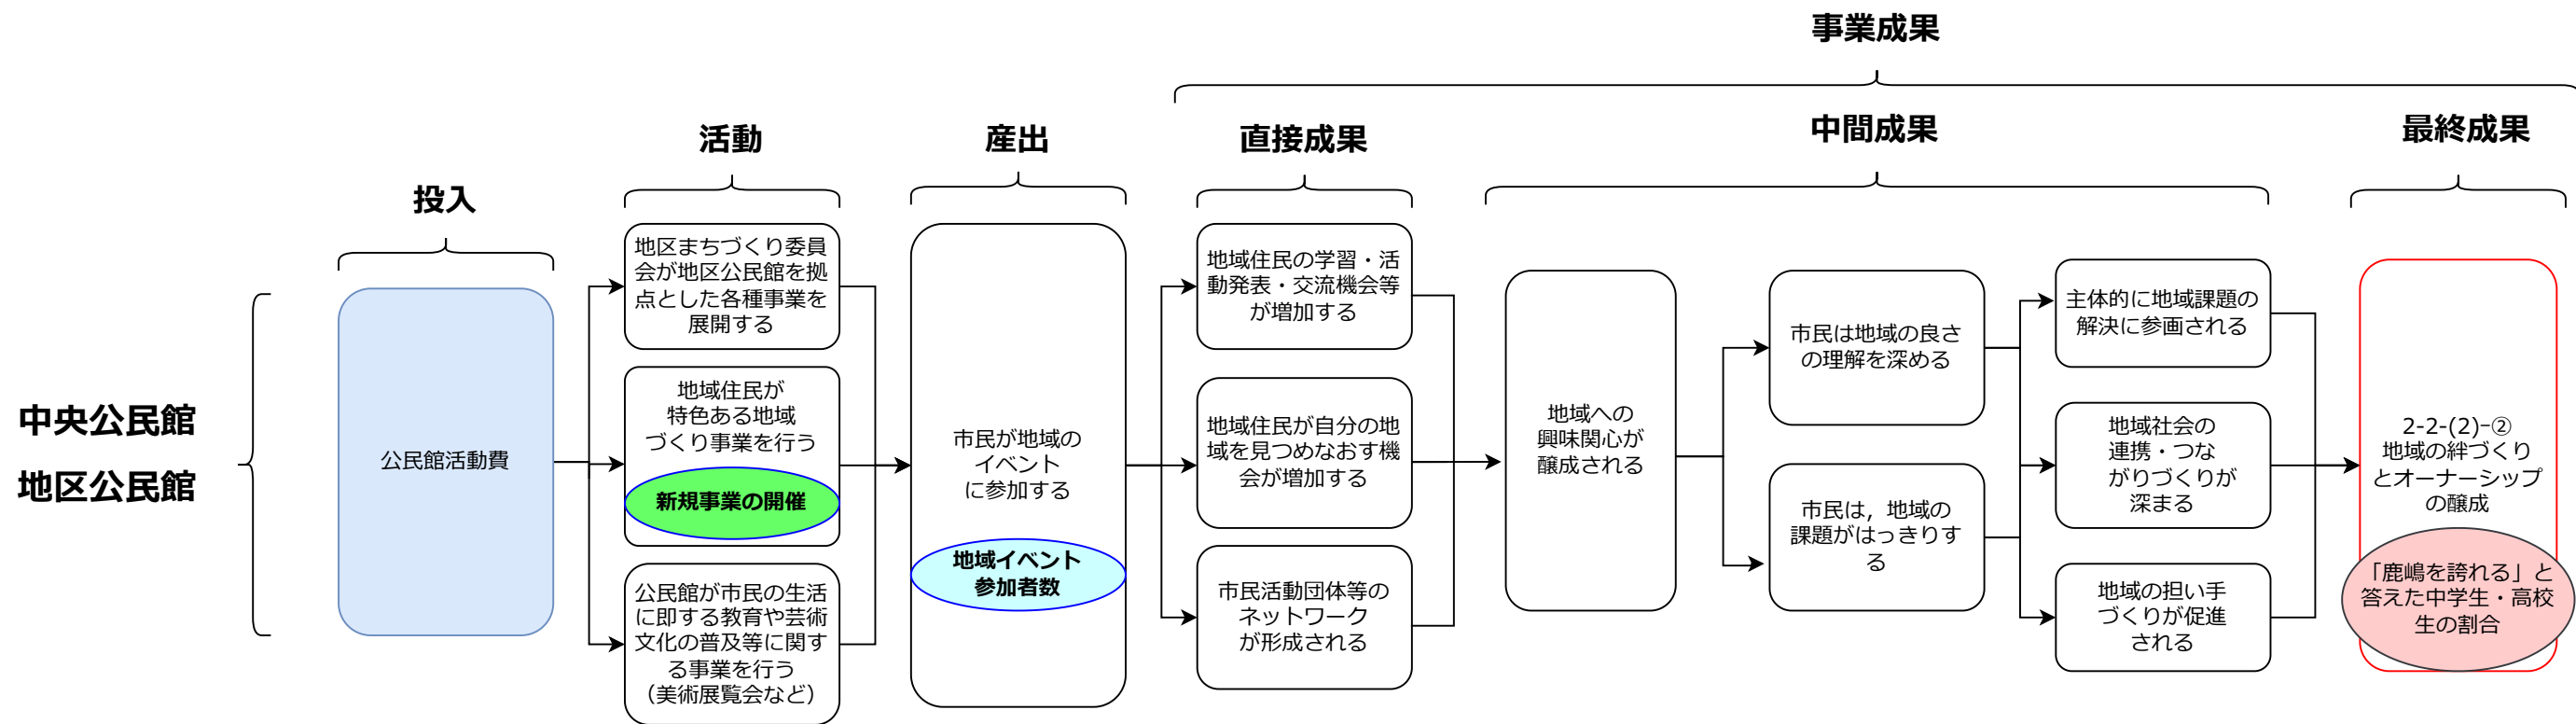 事業成果
中間成果
最終成果
活動
産出
直接成果
投入
中央公民館
地区公民館
公民館活動費
地区まちづくり委員
会が地区公民館を拠
点とした各種事業を
展開する
地域住民が
特色ある地域
づくり事業を行う
新規事業の開催
公民館が市民の生活
に即する教育や芸術
文化の普及等に関す
る事業を行う
（美術展覧会など）
市民が地域の
イベント
に参加する
地域イベント
参加者数
地域住民の学習・活
動発表・交流機会等
が増加する
地域住民が自分の地
域を見つめなおす機
会が増加する
市民活動団体等の
ネットワーク
が形成される
地域への
興味関心が
醸成される
市民は地域の良さ
の理解を深める
市民は，地域の
課題がはっきりす
る
主体的に地域課題の
解決に参画される
地域社会の
連携・つな
がりづくりが
深まる
地域の担い手
づくりが促進
される
2-2-(2)-②
地域の絆づくり
とオーナーシップ
の醸成
「鹿嶋を誇れる」と
答えた中学生・高校
生の割合